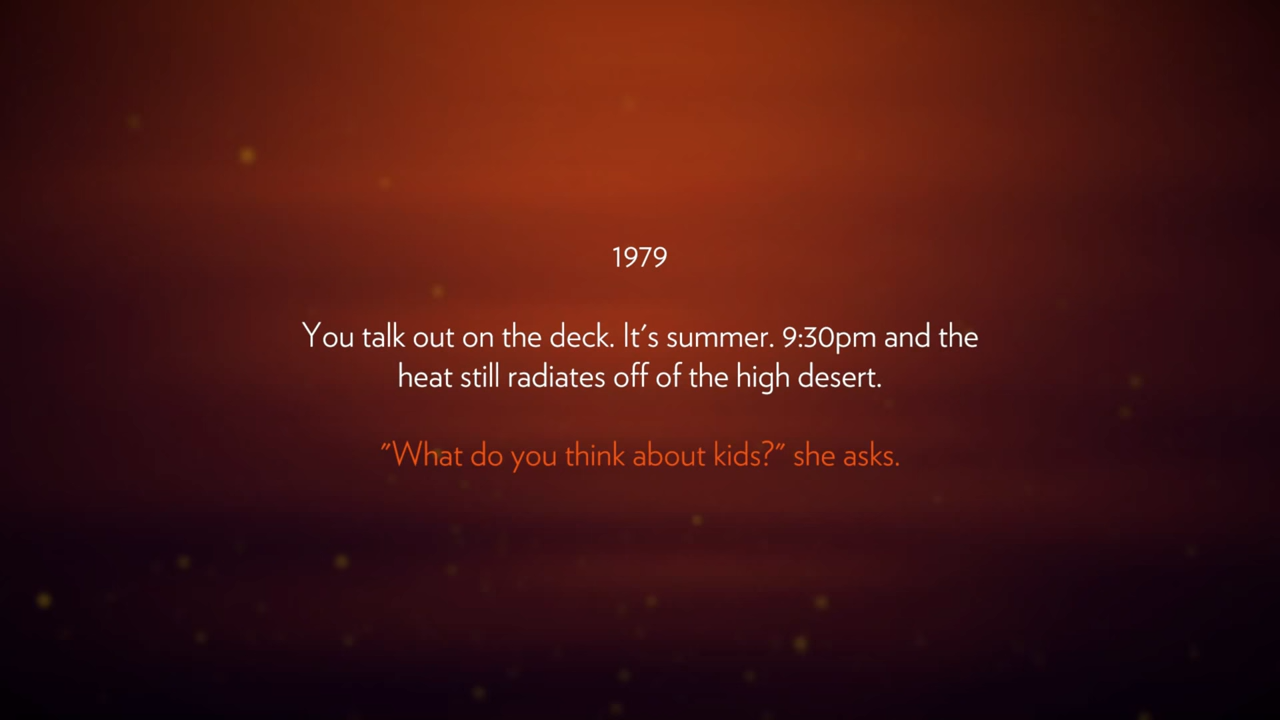 1979
You talk out on the deck. It's summer. 9:30pm and the
heat still radiates off of the high desert.
"What do you think about kids?" she asks.